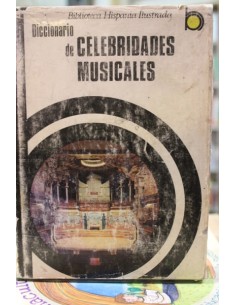 Biblioteca Hispania Ilustrada
Diccionario
de CELEBRIDADES
MUSICALES